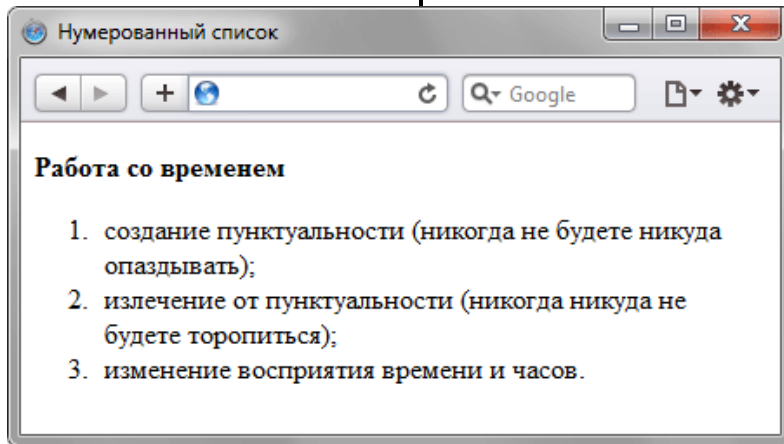 Нумерованный список
Google
Работа со временем
1. создание пунктуальности (никогда не будете никуда
опаздывать);
2. излечение от пунктуальности (никогда никуда не
будете торопиться);
3. изменение восприятия времени и часов.